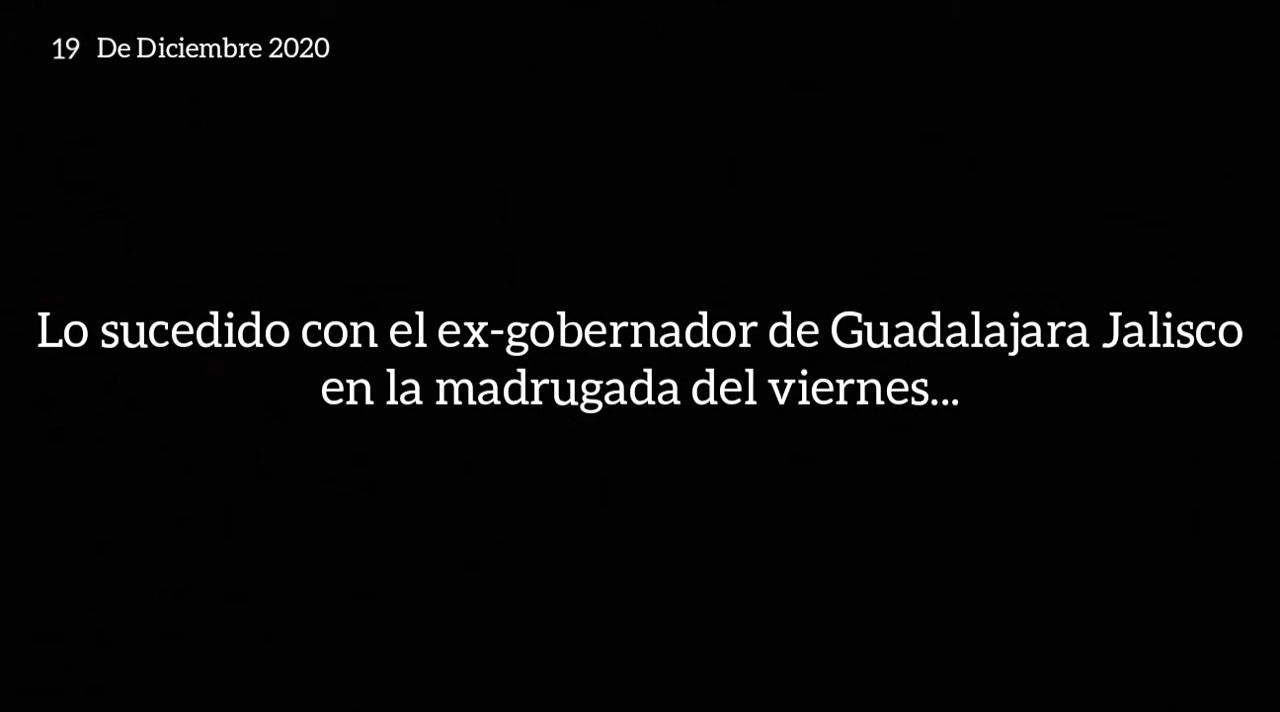 19 De Diciembre 2020
Lo sucedido con el ex-gobernador de Guadalajara Jalisco
en la madrugada del viernes...